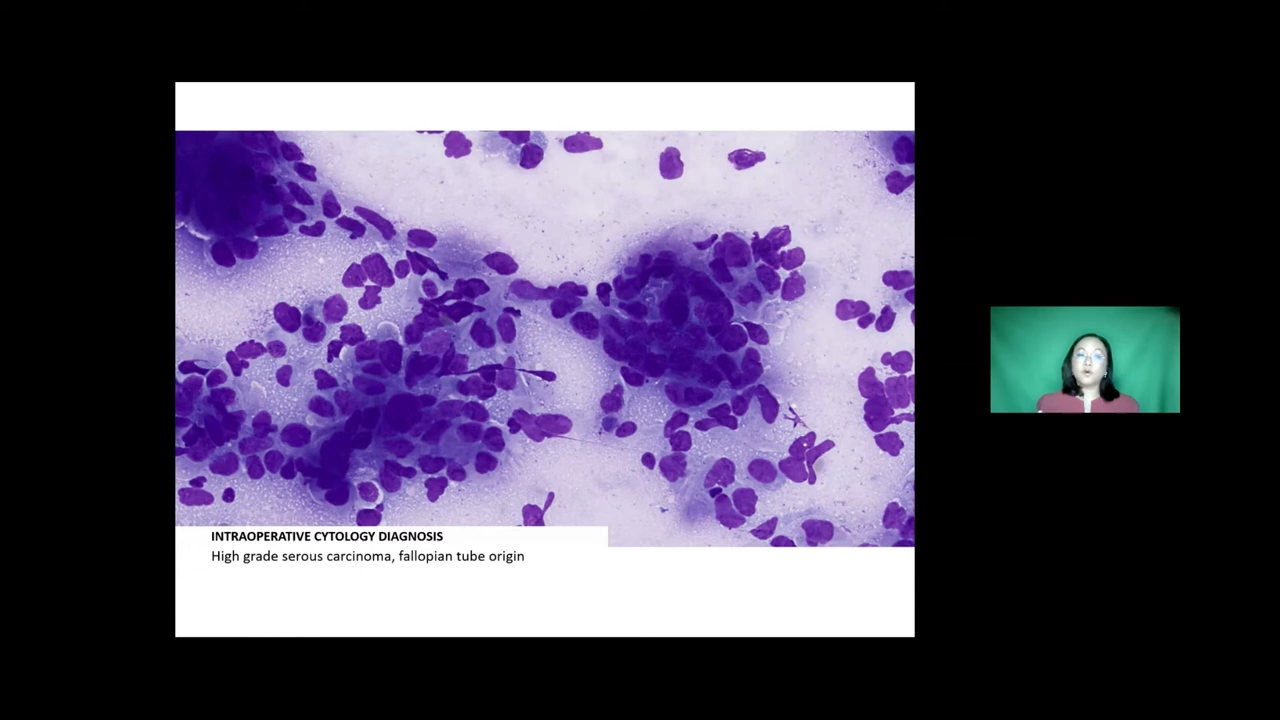 INTRAOPERATIVE CYTOLOGY DIAGNOSIS
High grade serous carcinoma, fallopian tube origin